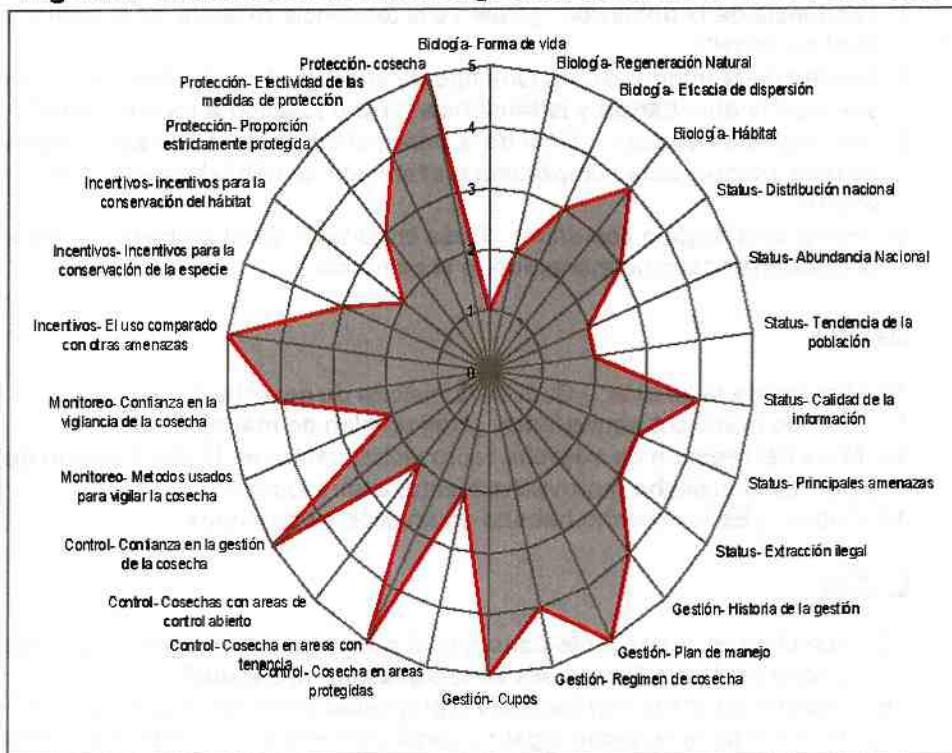 Biología- Forma de vida
Protección- cosecha
Biología- Regeneración Natural
Protección- Efectividad de las
medidas de protección
Biología- Eficacia de dispersión
Protección- Proporción
estrictamente protegida
Biología- Hábitat
Incentivos- Incentivos para la
conservación del hábitat
Status- Distribución nacional
Incentivos- Incentivos para la
conservación de la especie
Status- Abundancia Nacional
Incentivos- El uso comparado
con otras amenazas
Status- Tendencia de la
población
Monitoreo- Confianza en la
vigilancia de la cosecha
Status- Calidad de la
información
Monitoreo- Metodos usados
para vigilar la cosecha
Status- Principales amenazas
Control- Confianza en la gestión
de la cosecha
Status- Extracción ilegal
Control- Cosechas con areas de
control abierto
Gestión- Historia de la gestión
Control- Cosecha en areas con
tenencia
Gestión- Plan de manejo
Control- Cosecha en areas
protegidas
Gestión- Regimen de cosecha
Gestión- Cupos
5
4
3
2
1
0